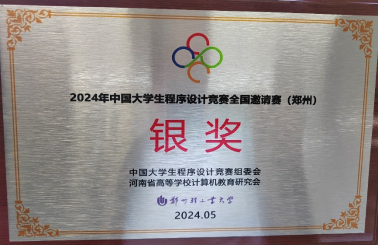 2024年中国大学生程序设计竞赛全国邀请赛（郑州）
银奖
中国大学生程序设计竞赛组委会
河南省高等学校计算机教育研究会
郑州轻工业大学
2024.05